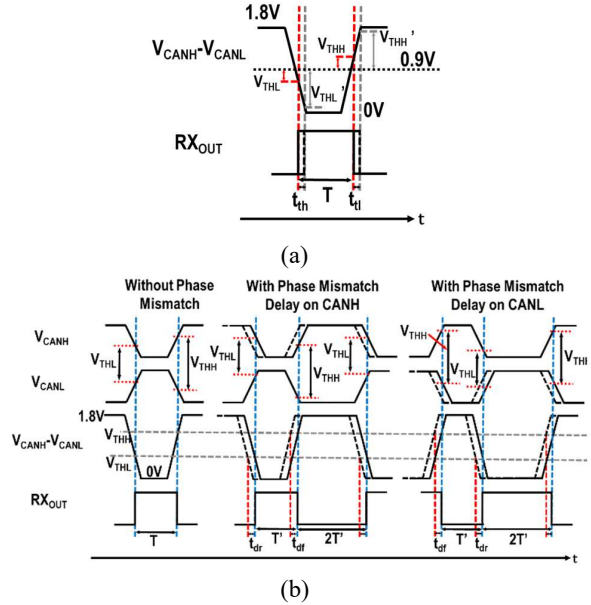 1.8V
V_THH'
V_CANH-V_CANL
V_THH
0.9V
V_THL
V_THL'
0V
RX_OUT
T
t_th
t_tl
t
(a)
Without Phase Mismatch
With Phase Mismatch Delay on CANH
With Phase Mismatch Delay on CANL
V_CANH
V_THL
V_THH
V_THL
V_THH
V_THL
V_THH
V_THL
V_THH
V_CANL
1.8V
V_THH
V_CANH-V_CANL
V_THL
0V
RX_OUT
T
t_dr
T'
t_df
2T'
t_df
T'
t_dr
2T'
t
(b)